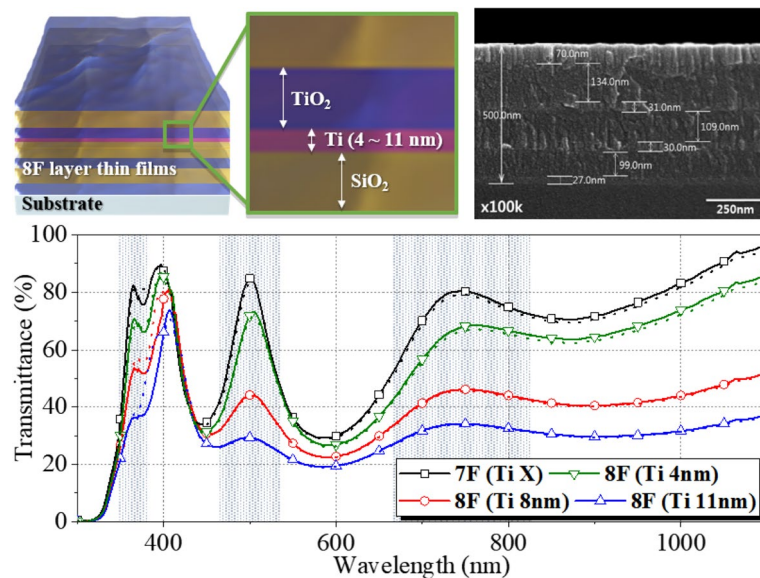 8F layer thin films
Substrate
TiO₂
Ti (4 ~ 11 nm)
SiO₂
70.0nm
134.0nm
31.0nm
500.0nm
109.0nm
30.0nm
99.0nm
27.0nm
x100k
250nm
Transmittance (%)
100
80
60
40
20
0
7F (Ti X)
8F (Ti 4nm)
8F (Ti 8nm)
8F (Ti 11nm)
400
600
800
1000
Wavelength (nm)